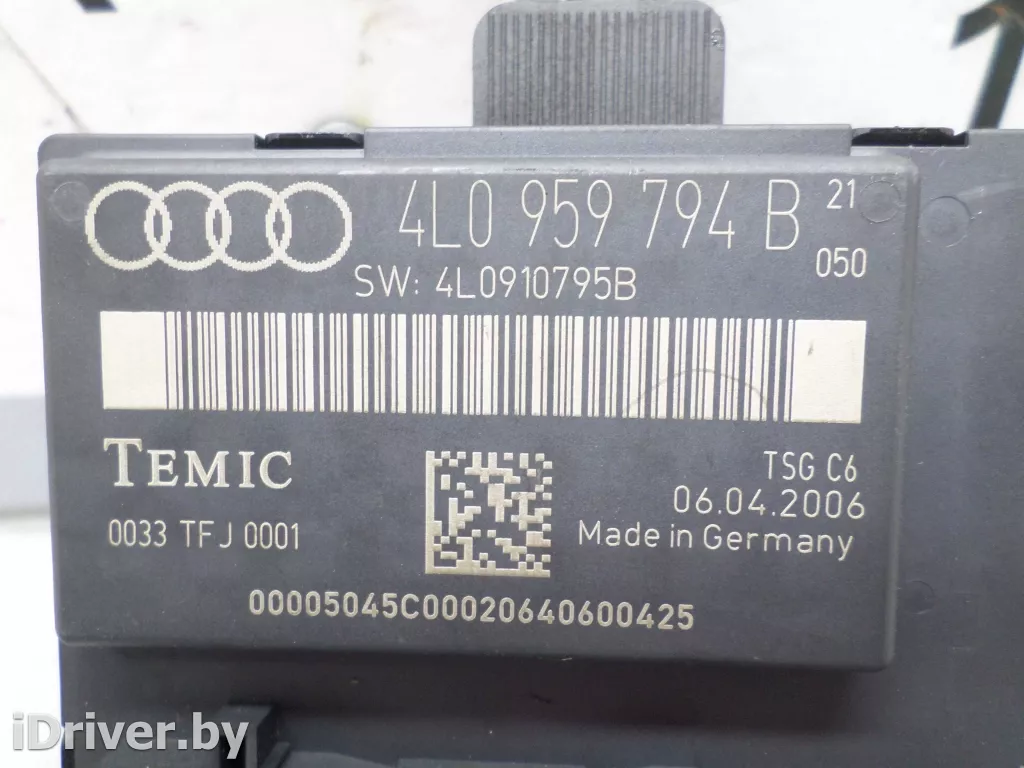 4L0 959 794 B 21
050
SW: 4L0910795B
TEMIC
TSG C6
06.04.2006
0033 TFJ 0001
Made in Germany
00005045C00020640600425
iDriver.by